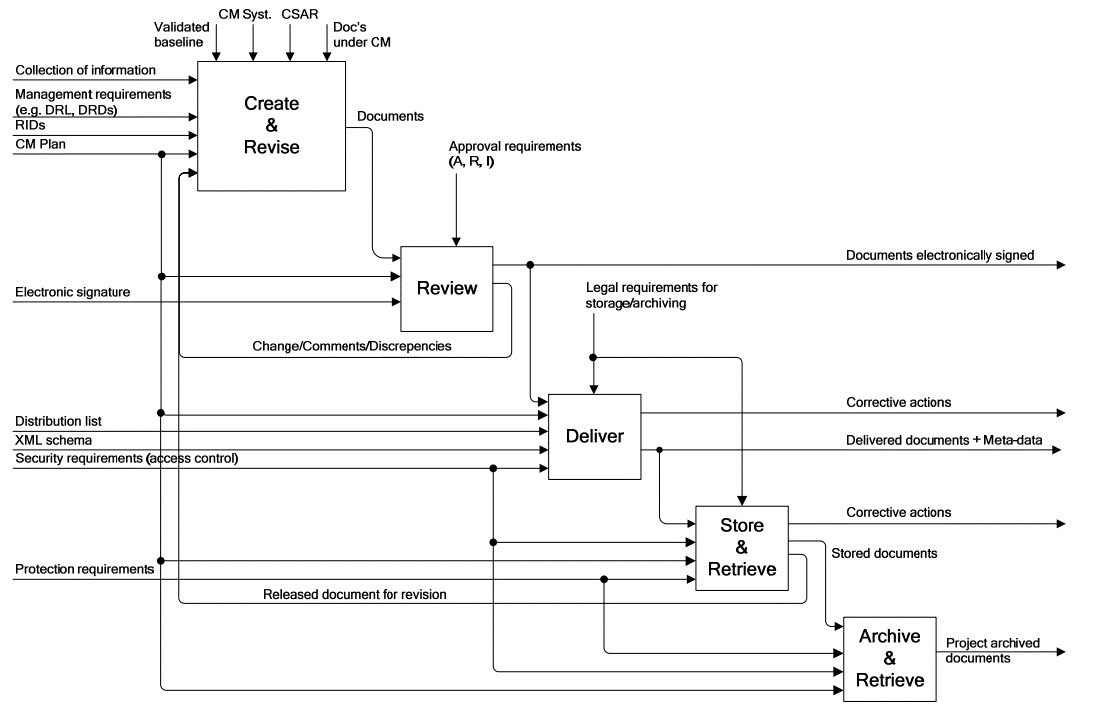 CM Syst.
CSAR
Validated
baseline
Doc's
under CM
Collection of information
Management requirements
(e.g. DRL, DRDs)
RIDs
CM Plan
Create
&
Revise
Documents
Approval requirements
(A, R, I)
Documents electronically signed
Review
Electronic signature
Legal requirements for
storage/archiving
Change/Comments/Discrepencies
Corrective actions
Distribution list
XML schema
Security requirements (access control)
Deliver
Delivered documents + Meta-data
Corrective actions
Store
&
Retrieve
Stored documents
Protection requirements
Released document for revision
Archive
&
Retrieve
Project archived
documents